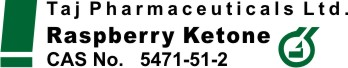 Taj Pharmaceuticals Ltd.
Raspberry Ketone
CAS No. 5471-51-2